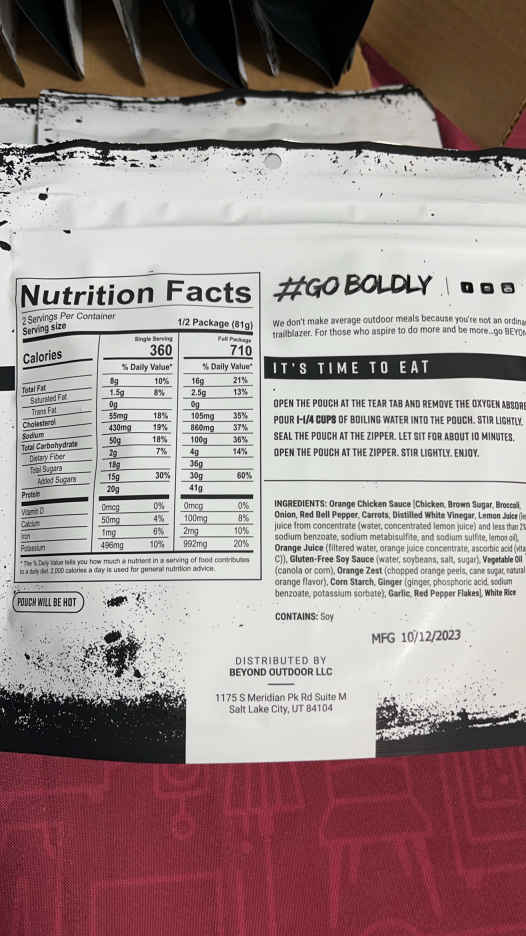 #GO BOLDLY
We don't make average outdoor meals because you're not an
trailblazer. For those who aspire to do more and be more...go
IT'S TIME TO EAT
OPEN THE POUCH AT THE TEAR TAB AND REMOVE THE OXYGEN
POUR 1-1/4 CUPS OF BOILING WATER INTO THE POUCH. STIR LIGHTLY.
SEAL THE POUCH AT THE ZIPPER. LET SIT FOR ABOUT 10 MINUTES.
OPEN THE POUCH AT THE ZIPPER. STIR LIGHTLY. ENJOY.
Nutrition Facts
2 Servings Per Container
Serving size 1/2 Package (81g)
Single Serving Full Package
Calories 360 710
% Daily Value* % Daily Value*
Total Fat 8g 10% 16g 21%
Saturated Fat 1.5g 8% 2.5g 13%
Trans Fat 0g 0g
Cholesterol 55mg 18% 105mg 35%
Sodium 430mg 19% 860mg 37%
Total Carbohydrate 50g 18% 100g 36%
Dietary Fiber 2g 7% 4g 14%
Total Sugars 18g 36g
Added Sugars 15g 30% 30g 60%
Protein 20g 41g
Vitamin D 0mcg 0% 0mcg 0%
Calcium 50mg 4% 100mg 8%
Iron 1mg 6% 2mg 10%
Potassium 496mg 10% 992mg 20%
* The % Daily Value tells you how much a nutrient in a serving of food contributes
to a daily diet. 2,000 calories a day is used for general nutrition advice.
POUCH WILL BE HOT
INGREDIENTS: Orange Chicken Sauce [Chicken, Brown Sugar, Broccoli,
Onion, Red Bell Pepper, Carrots, Distilled White Vinegar, Lemon Juice
juice from concentrate (water, concentrated lemon juice) and less than
sodium benzoate, sodium metabisulfite, and sodium sulfite, lemon oil),
Orange Juice (filtered water, orange juice concentrate, ascorbic acid
C)), Gluten-Free Soy Sauce (water, soybeans, salt, sugar), Vegetable Oil
(canola or corn), Orange Zest (chopped orange peels, cane sugar, natural
orange flavor), Corn Starch, Ginger (ginger, phosphoric acid, sodium
benzoate, potassium sorbate), Garlic, Red Pepper Flakes], White Rice
CONTAINS: Soy
MFG 10/12/2023
DISTRIBUTED BY
BEYOND OUTDOOR LLC
1175 S Meridian Pk Rd Suite M
Salt Lake City, UT 84104